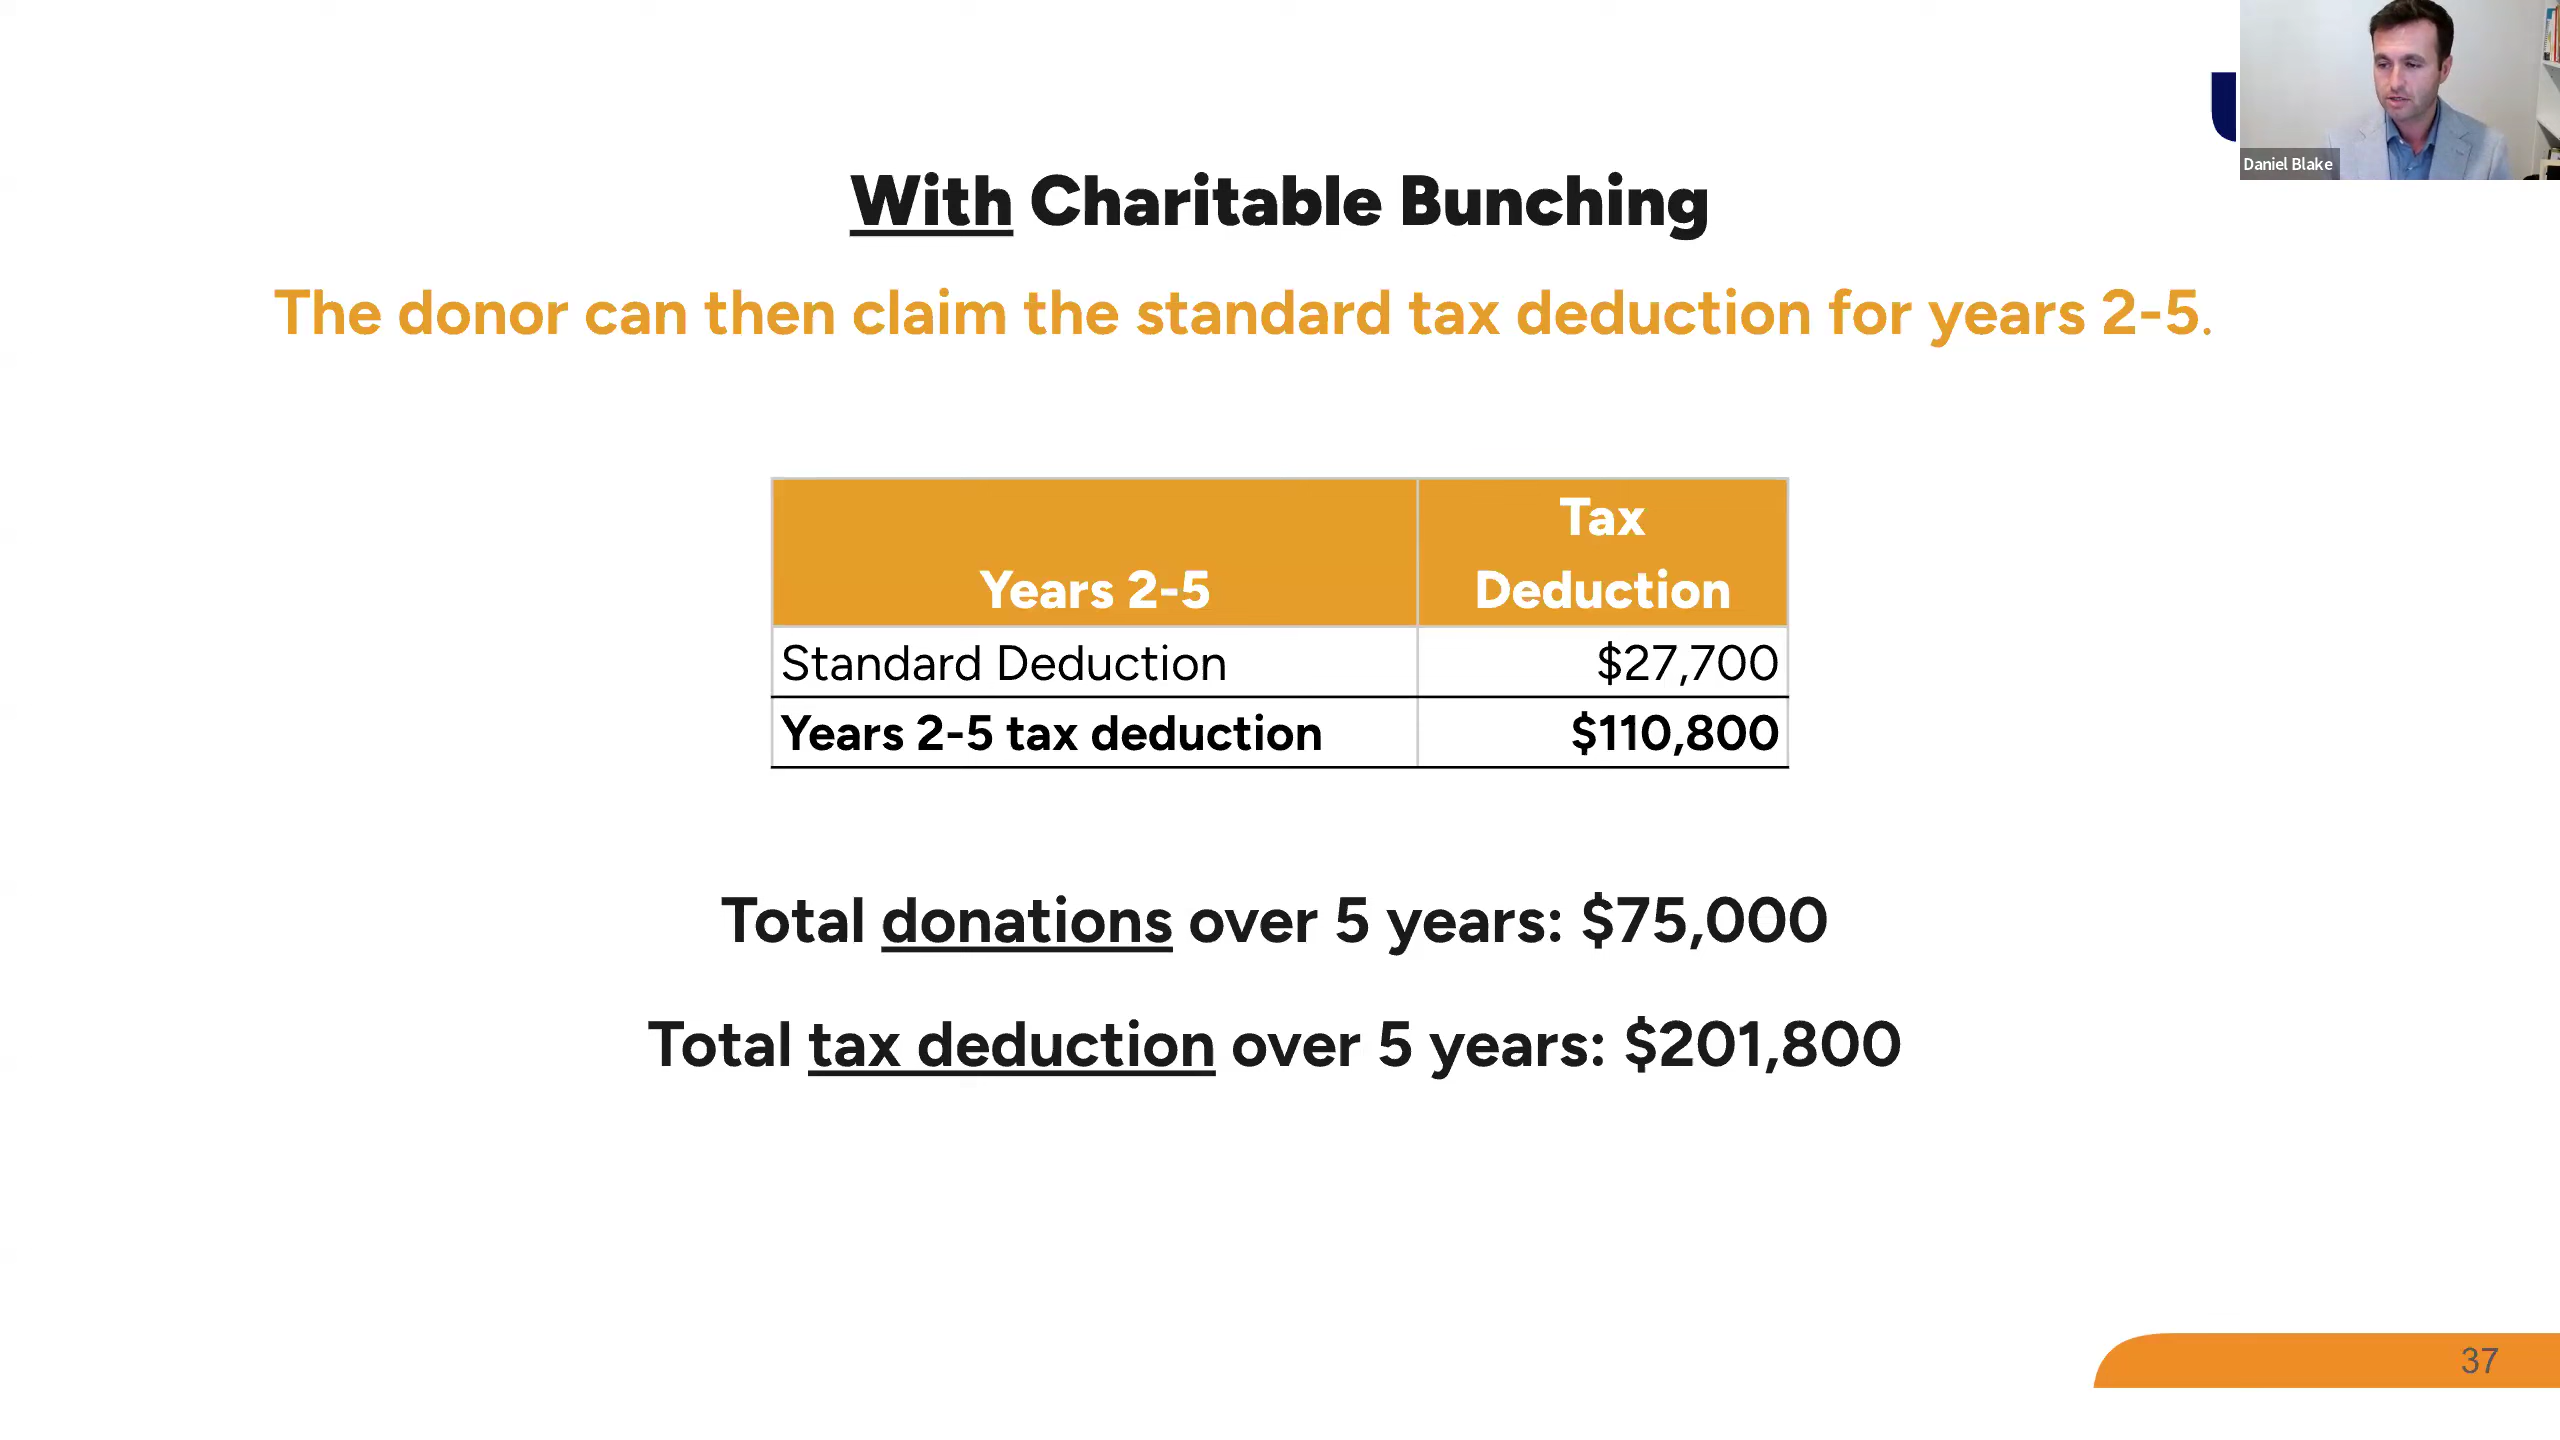 Daniel Blake
With Charitable Bunching
The donor can then claim the standard tax deduction for years 2-5.
Tax
Years 2-5 Deduction
Standard Deduction $27,700
Years 2-5 tax deduction $110,800
Total donations over 5 years: $75,000
Total tax deduction over 5 years: $201,800
37